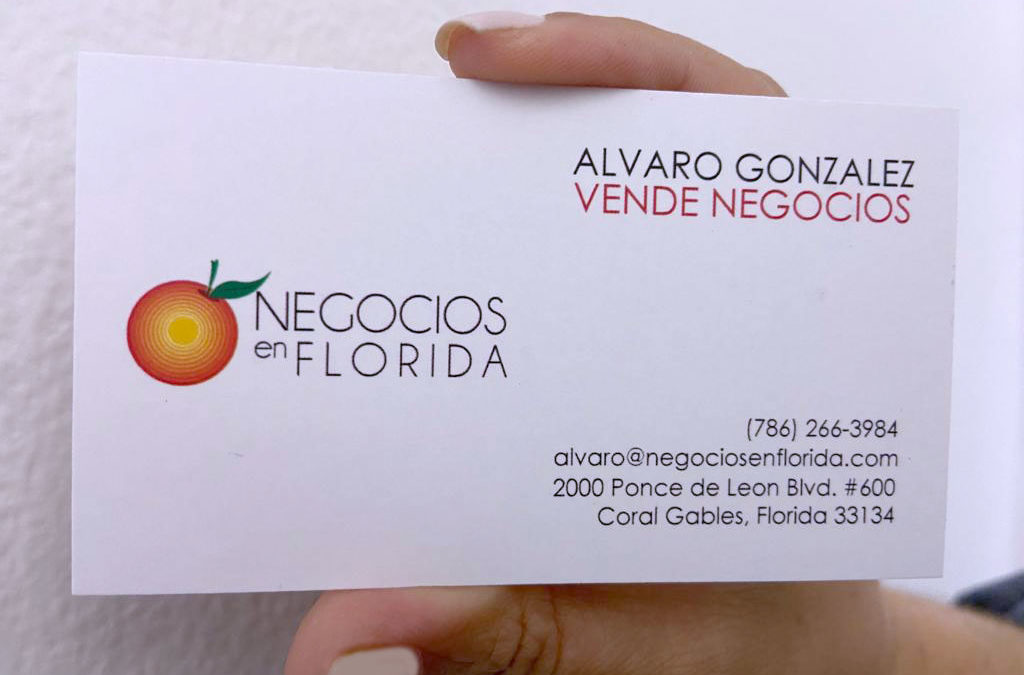 ALVARO GONZALEZ
VENDE NEGOCIOS
NEGOCIOS
en FLORIDA
(786) 266-3984
alvaro@negociosenflorida.com
2000 Ponce de Leon Blvd. #600
Coral Gables, Florida 33134